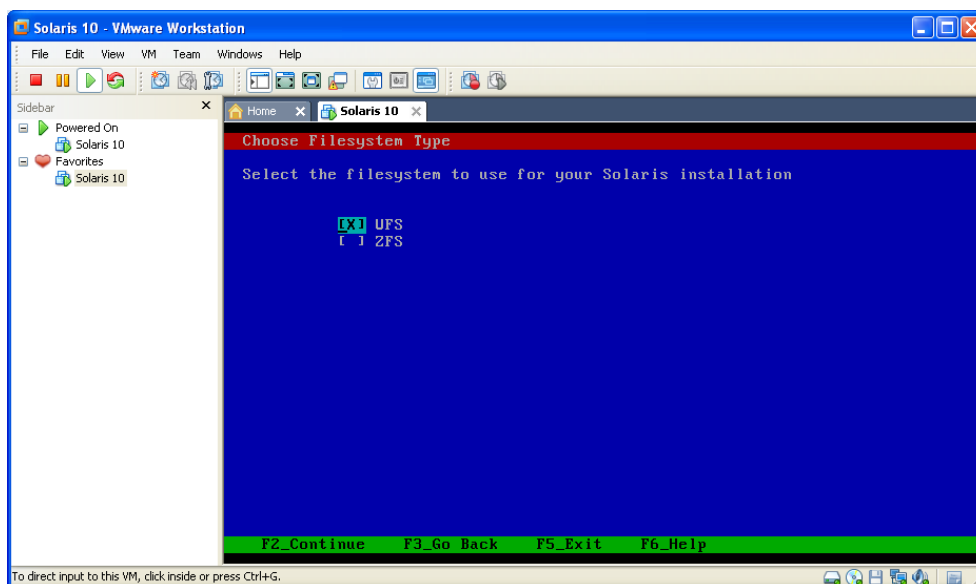 Solaris 10 - VMware Workstation
File Edit View VM Team Windows Help
Sidebar
Powered On
Solaris 10
Favorites
Solaris 10
Home
Solaris 10
Choose Filesystem Type
Select the filesystem to use for your Solaris installation
[X] UFS
[ ] ZFS
F2_Continue F3_Go Back F5_Exit F6_Help
To direct input to this VM, click inside or press Ctrl+G.